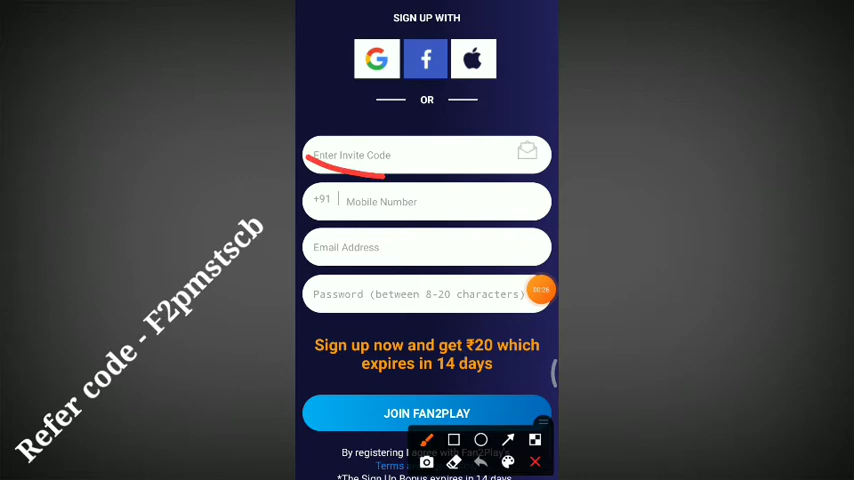 SIGN UP WITH
OR
Enter Invite Code
+91 Mobile Number
Email Address
Password (between 8-20 characters)
00:26
Sign up now and get ₹20 which
expires in 14 days
JOIN FAN2PLAY
By registering I agree with Fan2Play's
Terms
*The Sign Up Bonus expires in 14 days
Refer code - F2pmstscb